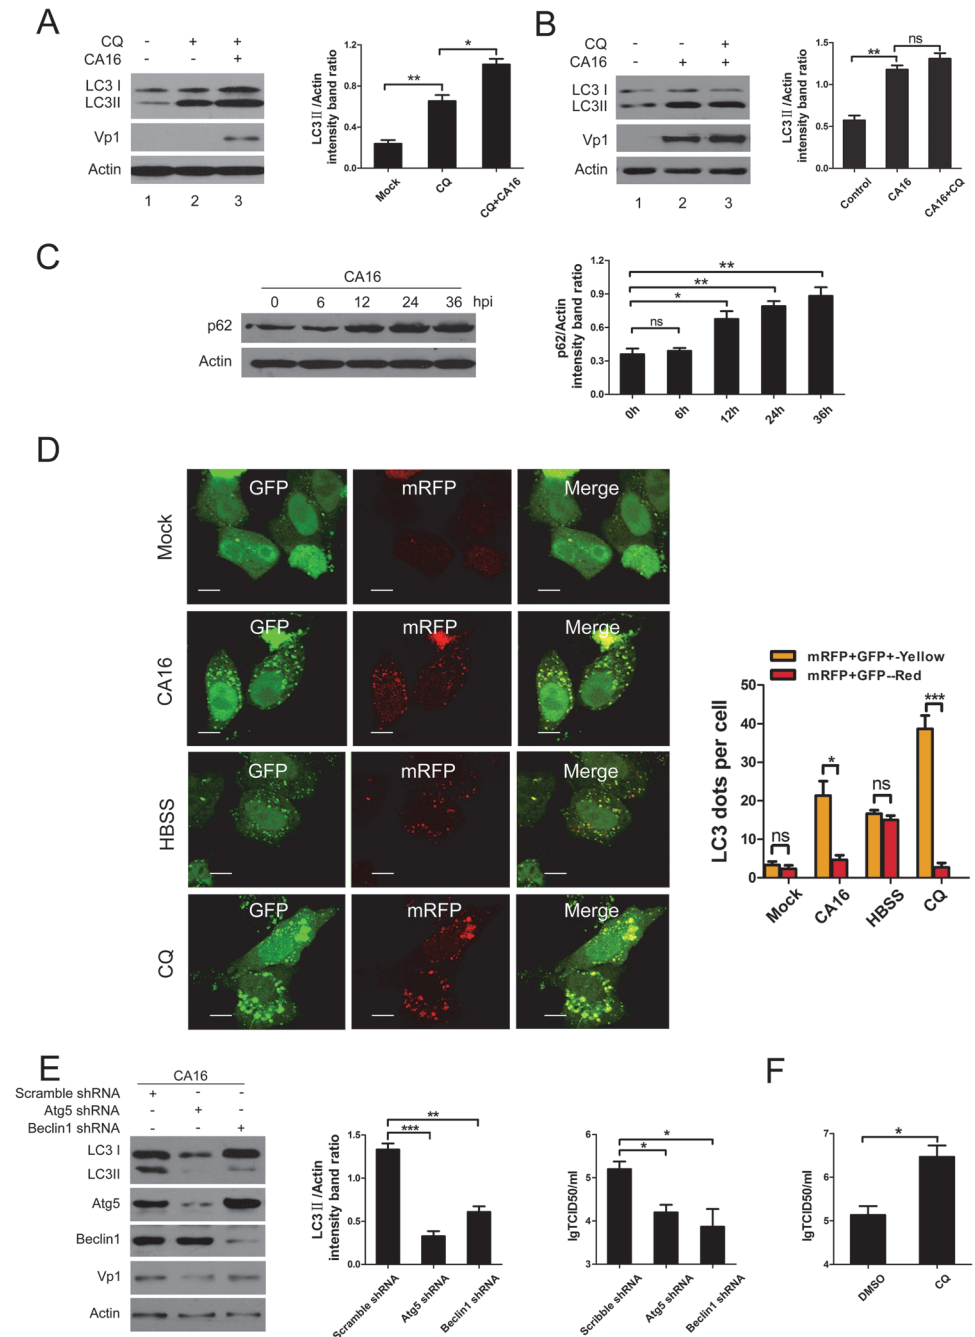 A
CQ - + +
CA16 - - +
LC3 I
LC3II
Vp1
Actin
1 2 3
LC3 II /Actin
intensity band ratio
1.2
0.8
0.4
0.0
**
*
Mock
CQ
CQ+CA16
B
CQ - - +
CA16 - + +
LC3 I
LC3II
Vp1
Actin
1 2 3
LC3 II /Actin
intensity band ratio
1.5
1.0
0.5
0.0
**
ns
Control
CA16
CA16+CQ
C
CA16
0 6 12 24 36 hpi
p62
Actin
p62/Actin
intensity band ratio
1.2
0.9
0.6
0.3
0.0
ns
*
**
**
0h
6h
12h
24h
36h
D
Mock
GFP
mRFP
Merge
CA16
GFP
mRFP
Merge
HBSS
GFP
mRFP
Merge
CQ
GFP
mRFP
Merge
mRFP+GFP+-Yellow
mRFP+GFP--Red
LC3 dots per cell
50
40
30
20
10
0
ns
*
ns
***
Mock
CA16
HBSS
CQ
E
CA16
Scramble shRNA + - -
Atg5 shRNA - + -
Beclin1 shRNA - - +
LC3 I
LC3II
Atg5
Beclin1
Vp1
Actin
LC3 II /Actin
intensity band ratio
1.5
1.0
0.5
0.0
***
**
Scramble shRNA
Atg5 shRNA
Beclin1 shRNA
lgTCID50/ml
6
5
4
3
*
*
Scribble shRNA
Atg5 shRNA
Beclin1 shRNA
F
lgTCID50/ml
7
6
5
4
*
DMSO
CQ